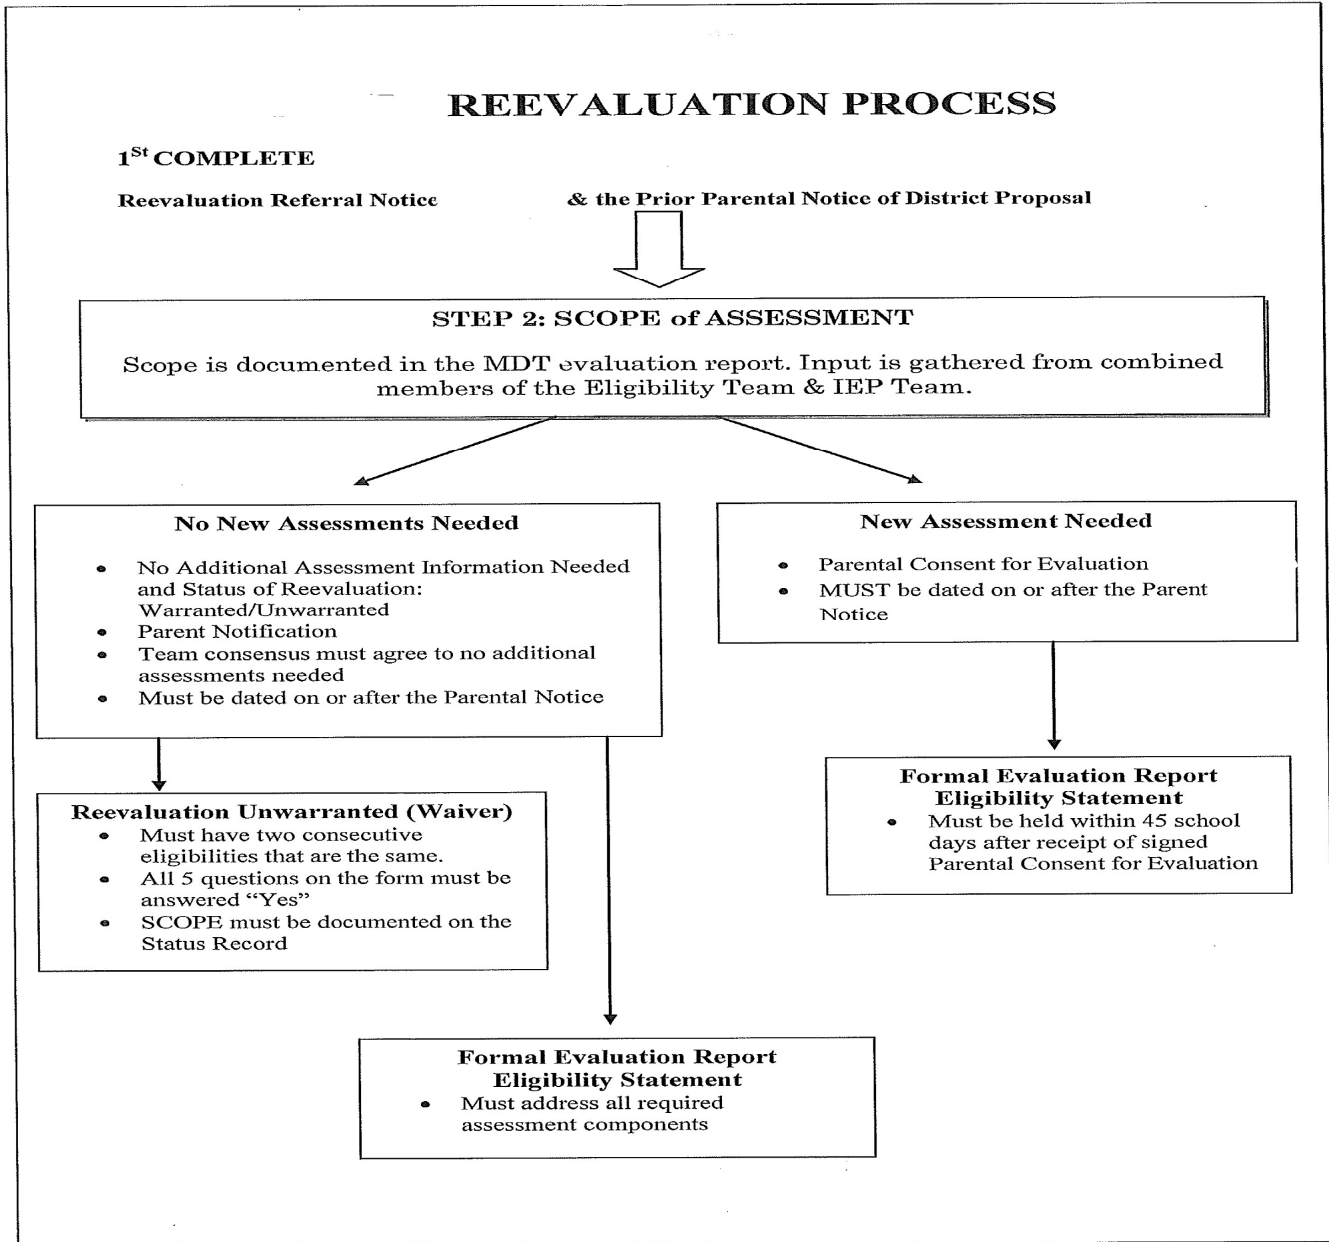 REEVALUATION PROCESS
1St COMPLETE
Reevaluation Referral Notice & the Prior Parental Notice of District Proposal
STEP 2: SCOPE of ASSESSMENT
Scope is documented in the MDT evaluation report. Input is gathered from combined
members of the Eligibility Team & IEP Team.
No New Assessments Needed
• No Additional Assessment Information Needed
and Status of Reevaluation:
Warranted/Unwarranted
• Parent Notification
• Team consensus must agree to no additional
assessments needed
• Must be dated on or after the Parental Notice
New Assessment Needed
• Parental Consent for Evaluation
• MUST be dated on or after the Parent
Notice
Reevaluation Unwarranted (Waiver)
• Must have two consecutive
eligibilities that are the same.
• All 5 questions on the form must be
answered “Yes”
• SCOPE must be documented on the
Status Record
Formal Evaluation Report
Eligibility Statement
• Must be held within 45 school
days after receipt of signed
Parental Consent for Evaluation
Formal Evaluation Report
Eligibility Statement
• Must address all required
assessment components